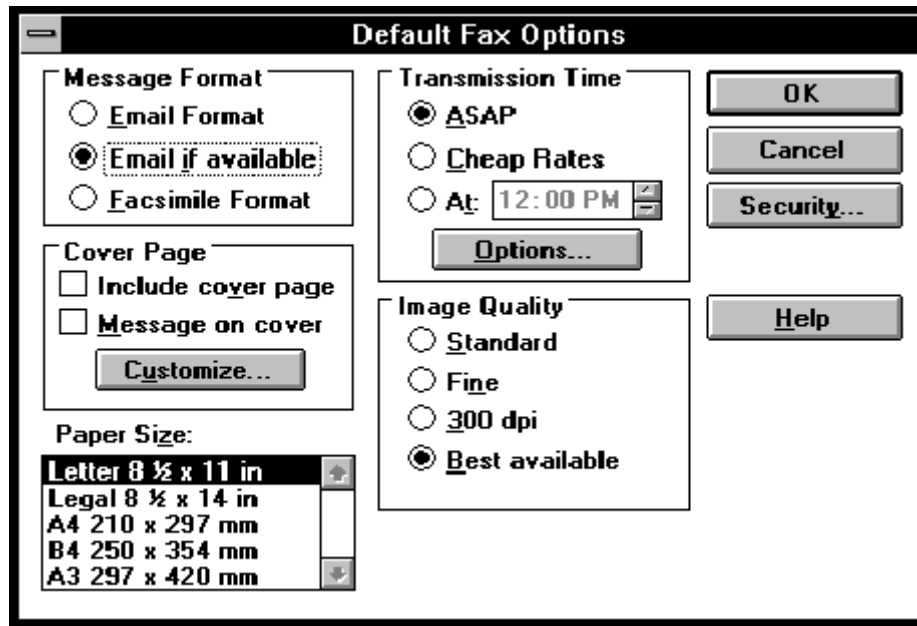 Default Fax Options
Message Format
Email Format
Email if available
Facsimile Format
Cover Page
Include cover page
Message on cover
Customize...
Paper Size:
Letter 8 ½ x 11 in
Legal 8 ½ x 14 in
A4 210 x 297 mm
B4 250 x 354 mm
A3 297 x 420 mm
Transmission Time
ASAP
Cheap Rates
At: 12:00 PM
Options...
Image Quality
Standard
Fine
300 dpi
Best available
OK
Cancel
Security...
Help